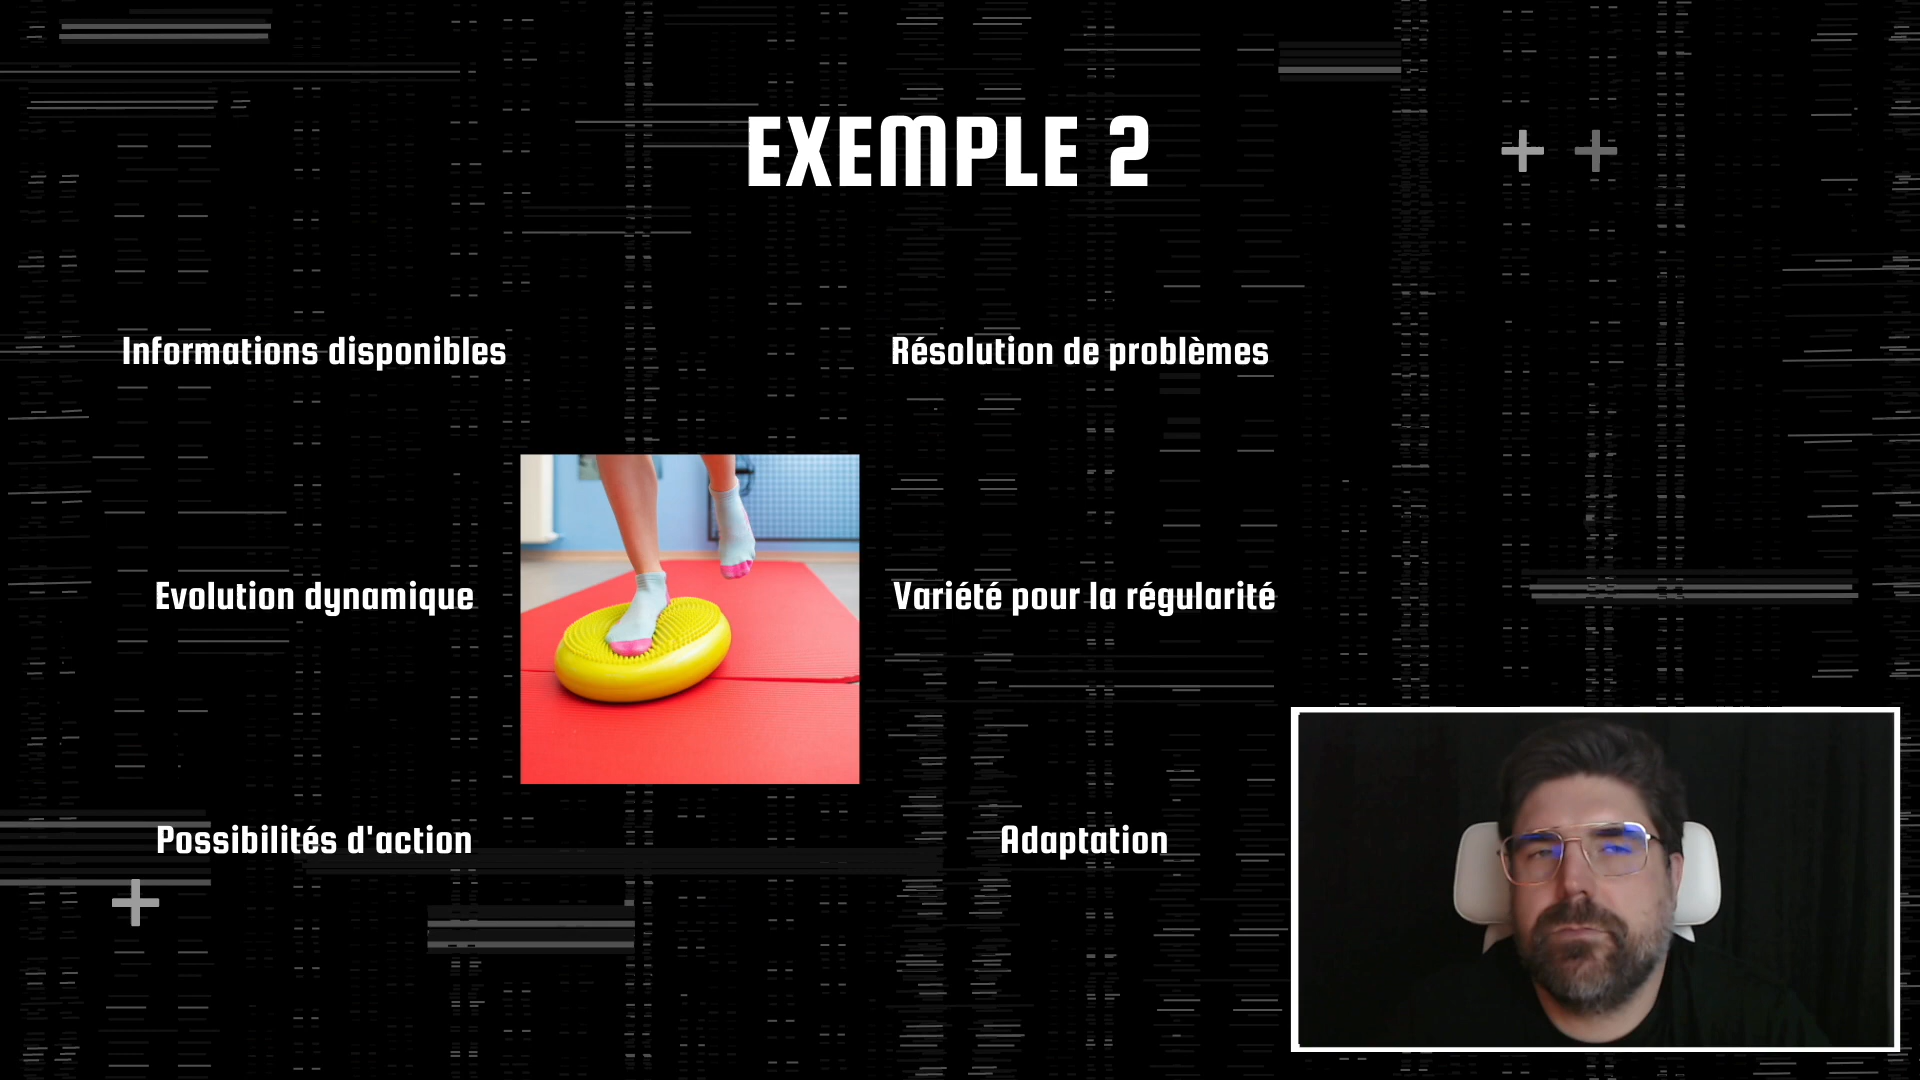 EXEMPLE 2
Informations disponibles
Résolution de problèmes
Evolution dynamique
Variété pour la régularité
Possibilités d'action
Adaptation